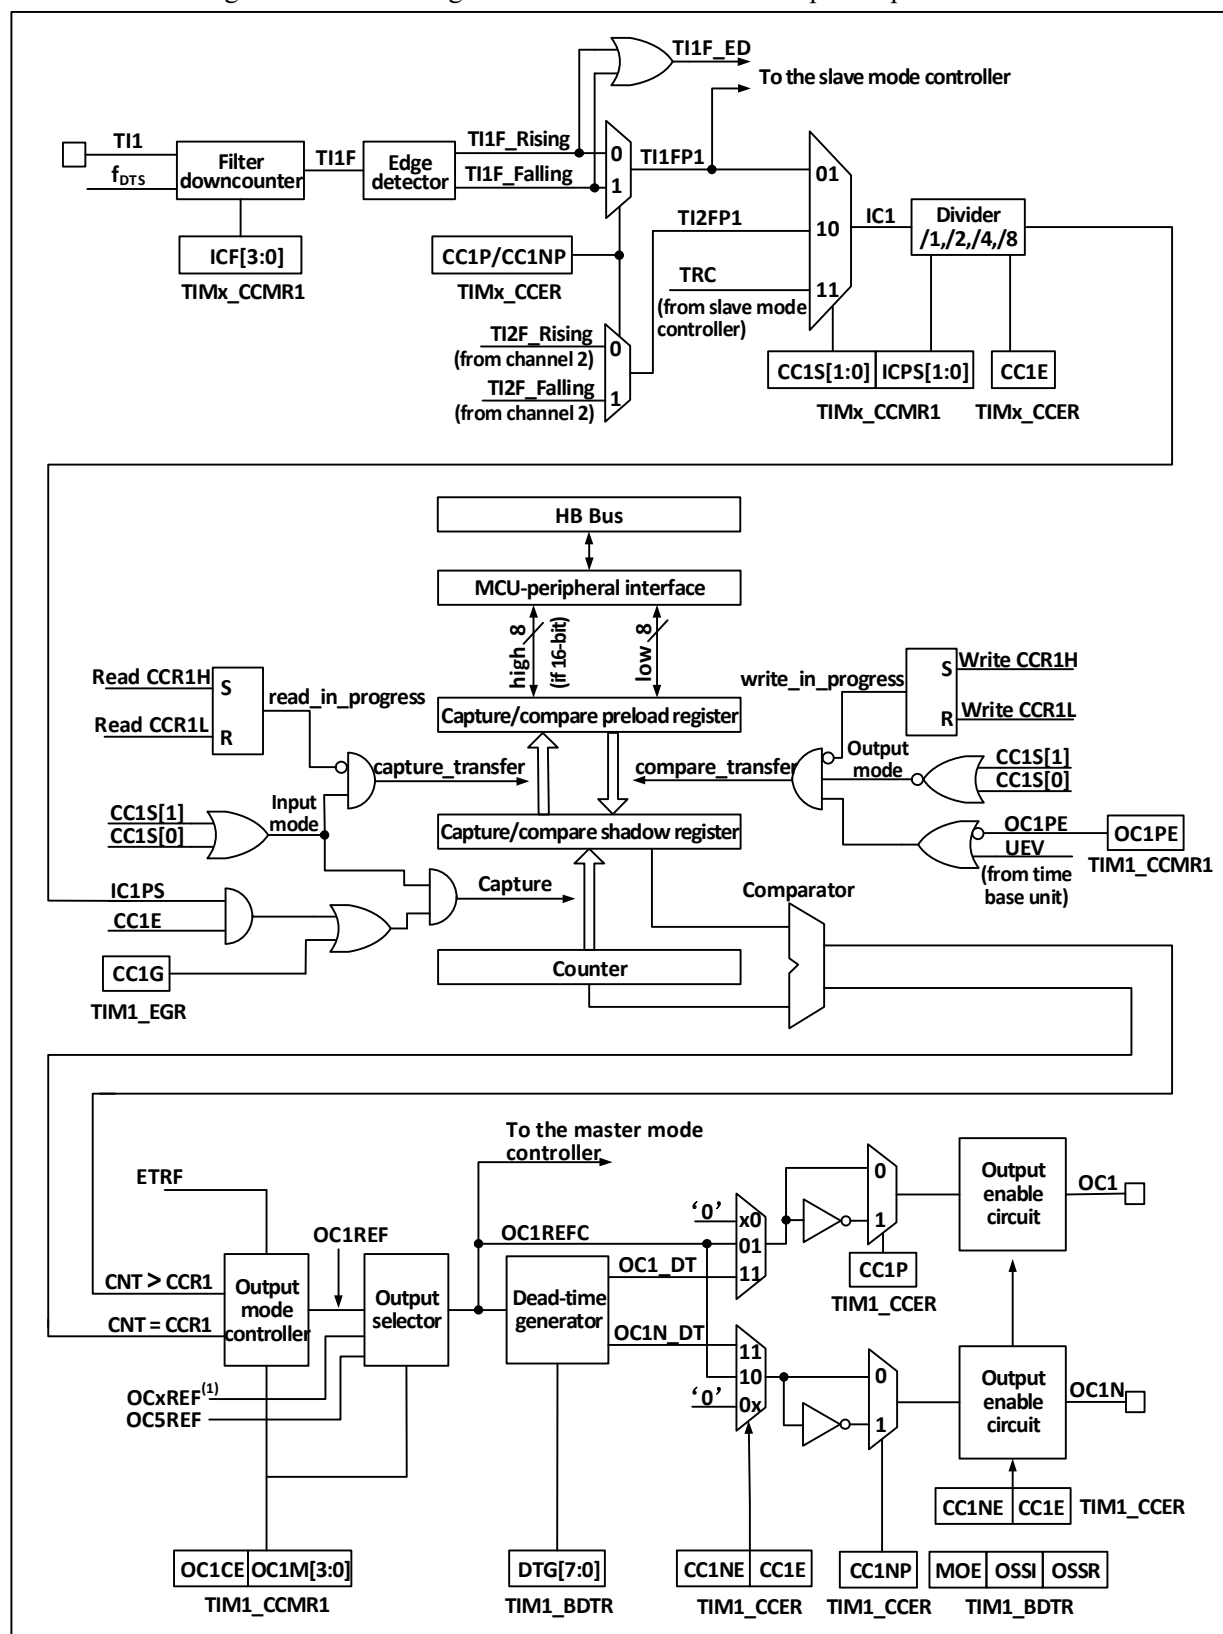 TI1F_ED
To the slave mode controller
TI1
fDTS
Filter
downcounter
TI1F
Edge
detector
TI1F_Rising
TI1F_Falling
0
1
TI1FP1
01
10
11
TI2FP1
TRC
(from slave mode
controller)
IC1
Divider
/1,/2,/4,/8
ICF[3:0]
TIMx_CCMR1
CC1P/CC1NP
TIMx_CCER
TI2F_Rising
(from channel 2)
TI2F_Falling
(from channel 2)
0
1
CC1S[1:0]
ICPS[1:0]
TIMx_CCMR1
CC1E
TIMx_CCER
HB Bus
MCU-peripheral interface
high
8
(if 16-bit)
low
8
Read CCR1H
Read CCR1L
S
R
read_in_progress
write_in_progress
S
R
Write CCR1H
Write CCR1L
Capture/compare preload register
capture_transfer
compare_transfer
Output
mode
CC1S[1]
CC1S[0]
CC1S[1]
CC1S[0]
Input
mode
Capture/compare shadow register
OC1PE
UEV
(from time
base unit)
OC1PE
TIM1_CCMR1
IC1PS
CC1E
Capture
Comparator
CC1G
TIM1_EGR
Counter
To the master mode
controller
ETRF
OC1REF
CNT > CCR1
CNT = CCR1
Output
mode
controller
Output
selector
OCxREF(1)
OC5REF
OC1REFC
Dead-time
generator
OC1_DT
OC1N_DT
‘0’
x0
01
11
11
10
0x
‘0’
0
1
CC1P
TIM1_CCER
Output
enable
circuit
OC1
0
1
Output
enable
circuit
OC1N
CC1NE
CC1E
TIM1_CCER
OC1CE
OC1M[3:0]
TIM1_CCMR1
DTG[7:0]
TIM1_BDTR
CC1NE
CC1E
TIM1_CCER
CC1NP
TIM1_CCER
MOE
OSSI
OSSR
TIM1_BDTR